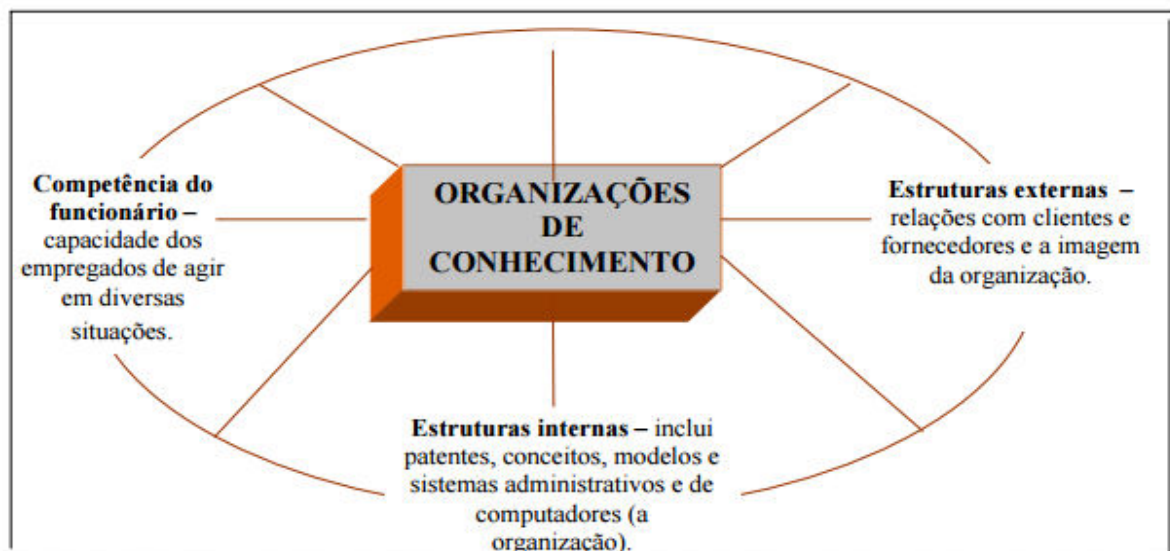 ORGANIZAÇÕES
DE
CONHECIMENTO
Competência do
funcionário –
capacidade dos
empregados de agir
em diversas
situações.
Estruturas externas –
relações com clientes e
fornecedores e a imagem
da organização.
Estruturas internas – inclui
patentes, conceitos, modelos e
sistemas administrativos e de
computadores (a
organização).